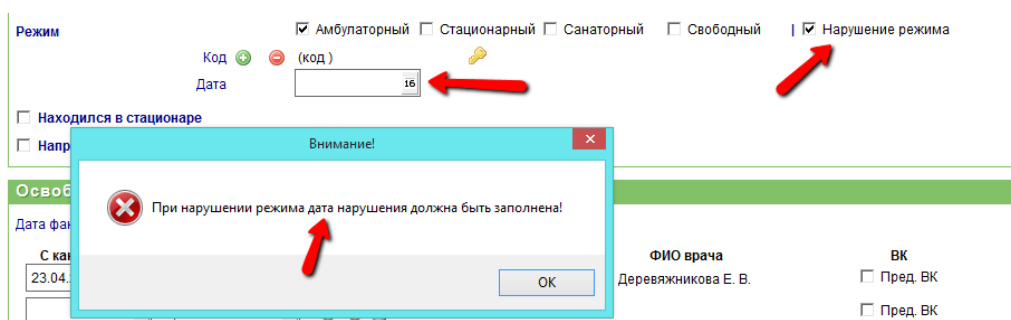 Режим Амбулаторный Стационарный Санаторный Свободный | Нарушение режима
Код (код )
Дата 16
Находился в стационаре
Напр
Внимание!
При нарушении режима дата нарушения должна быть заполнена!
OK
Освоб
Дата фак
С как ФИО врача ВК
23.04. Деревяжникова Е. В. Пред. ВК
Пред. ВК